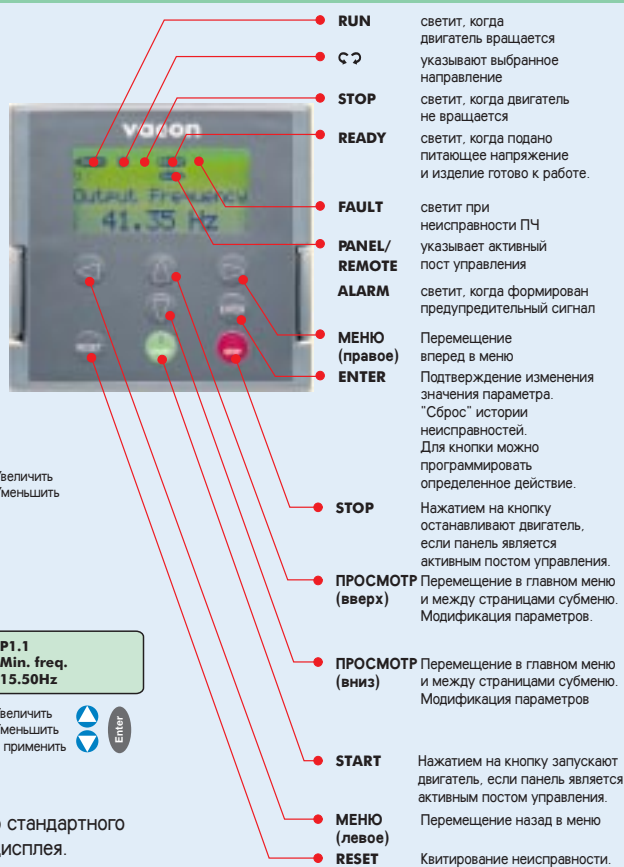 RUN светит, когда
двигатель вращается
указывают выбранное
направление
STOP светит, когда двигатель
не вращается
READY светит, когда подано
питающее напряжение
и изделие готово к работе.
FAULT светит при
неисправности ПЧ
PANEL/ указывает активный
REMOTE пост управления
ALARM светит, когда формирован
предупредительный сигнал
МЕНЮ Перемещение
(правое) вперед в меню
ENTER Подтверждение изменения
значения параметра.
"Сброс" истории
неисправностей.
Для кнопки можно
программировать
определенное действие.
STOP Нажатием на кнопку
останавливают двигатель,
если панель является
активным постом управления.
ПРОСМОТР Перемещение в главном меню
(вверх) и между страницами субменю.
Модификация параметров.
ПРОСМОТР Перемещение в главном меню
(вниз) и между страницами субменю.
Модификация параметров
START Нажатием на кнопку запускают
двигатель, если панель является
активным постом управления.
МЕНЮ Перемещение назад в меню
(левое)
RESET Квитирование неисправности.
vacon
Output Frequency
41.35 Hz
RESET
величить
меньшить
P1.1
Min. freq.
15.50Hz
величить
меньшить
применить
Enter
стандартного
дисплея.